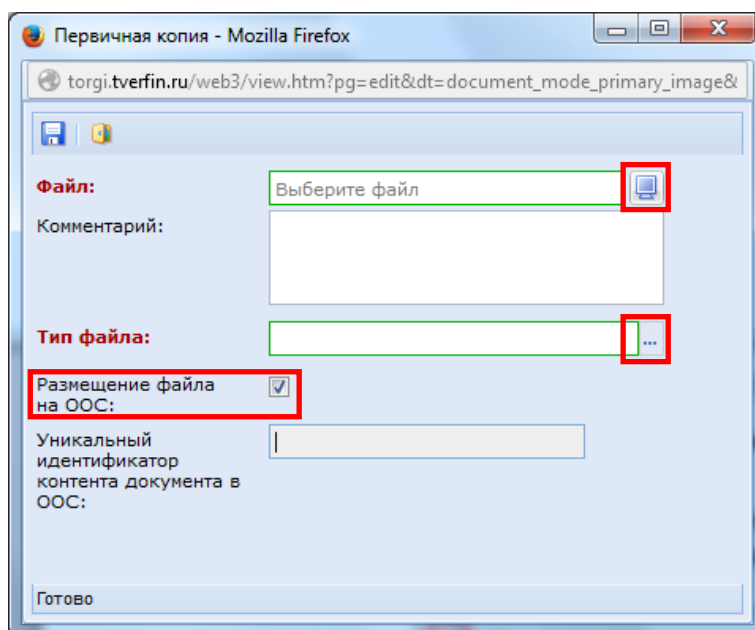 Первичная копия - Mozilla Firefox
torgi.tverfin.ru/web3/view.htm?pg=edit&dt=document_mode_primary_image&
Файл:
Выберите файл
Комментарий:
Тип файла:
...
Размещение файла
на ООС:
Уникальный
идентификатор
контента документа в
ООС:
Готово